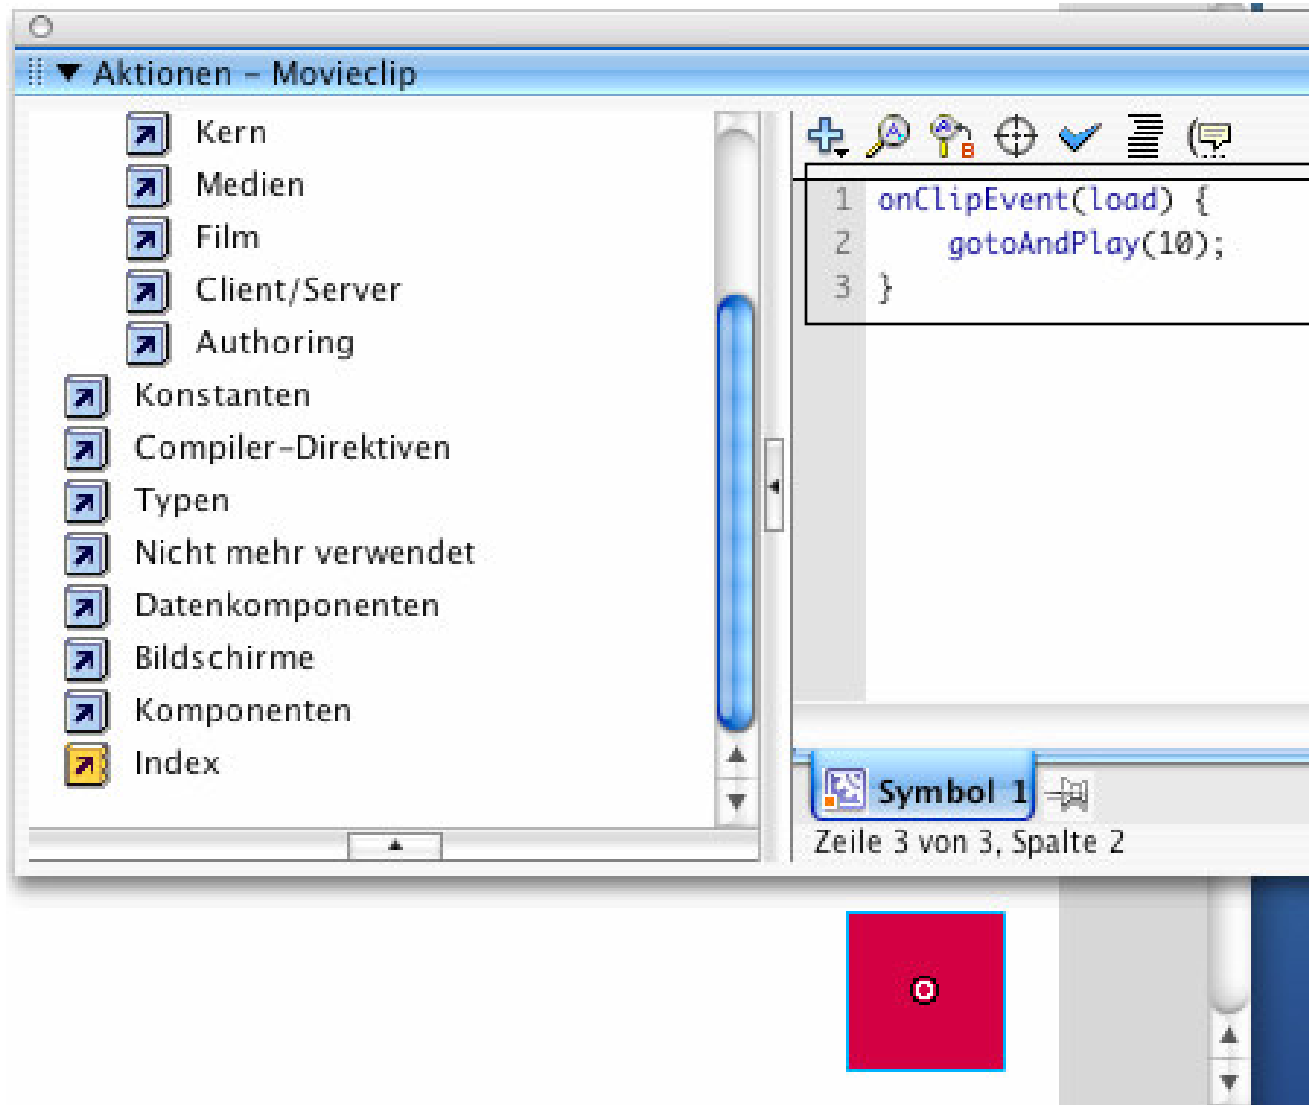 Aktionen – Movieclip
Kern
Medien
Film
Client/Server
Authoring
Konstanten
Compiler-Direktiven
Typen
Nicht mehr verwendet
Datenkomponenten
Bildschirme
Komponenten
Index
1 onClipEvent(load) {
2 gotoAndPlay(10);
3 }
Symbol 1
Zeile 3 von 3, Spalte 2